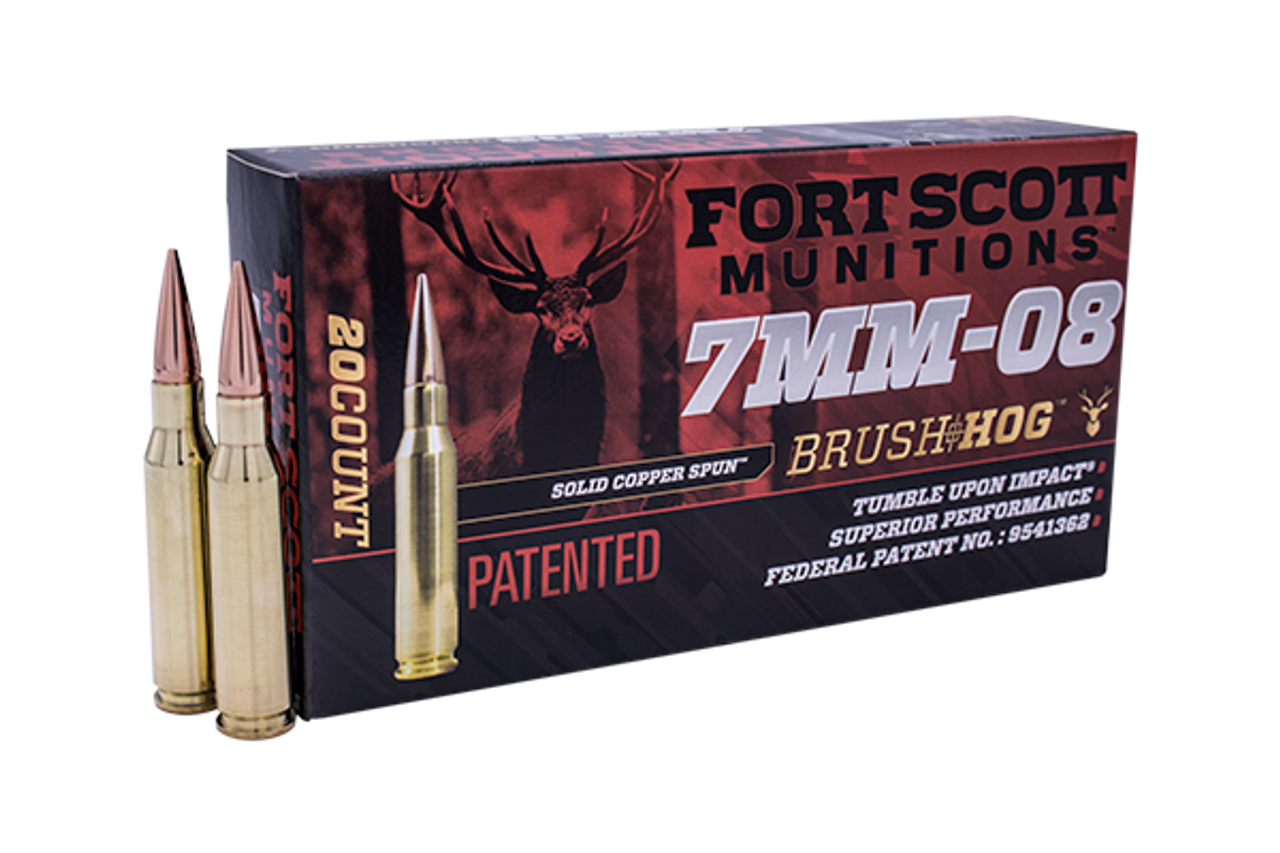 FORT SCOTT
MUNITIONS™
7MM-08
BRUSH HOG™
20COUNT
SOLID COPPER SPUN™
TUMBLE UPON IMPACT®
SUPERIOR PERFORMANCE
FEDERAL PATENT NO.: 9541362
PATENTED
FORT SCOTT